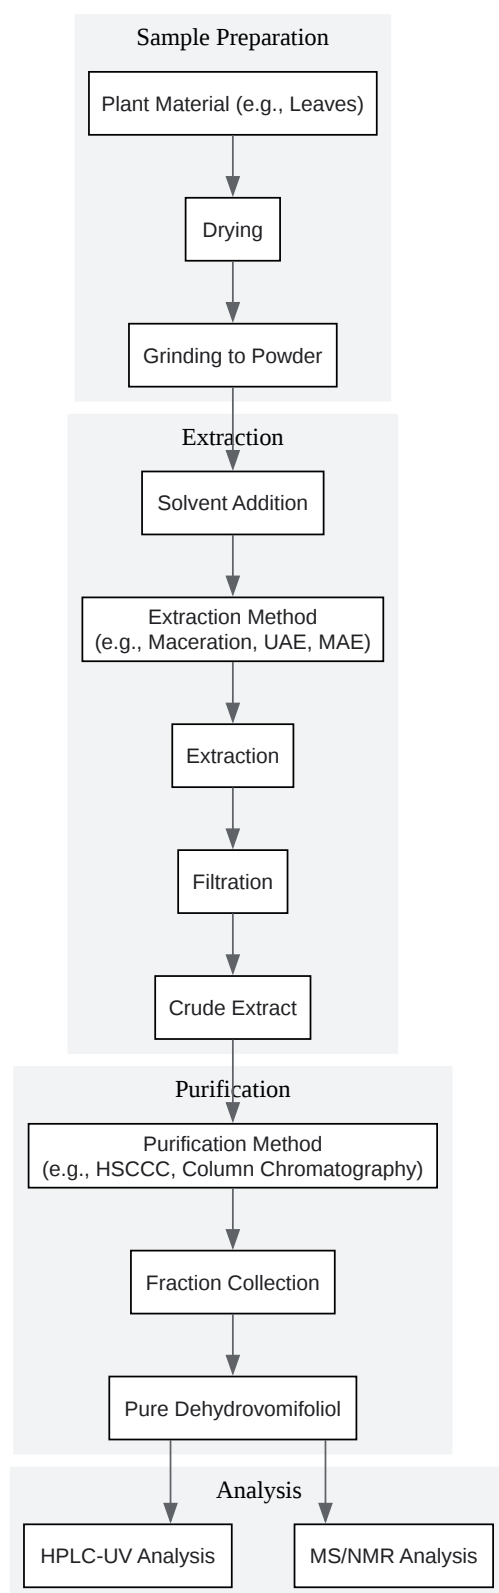 Sample Preparation
Plant Material (e.g., Leaves)
Drying
Grinding to Powder
Extraction
Solvent Addition
Extraction Method
(e.g., Maceration, UAE, MAE)
Extraction
Filtration
Crude Extract
Purification
Purification Method
(e.g., HSCCC, Column Chromatography)
Fraction Collection
Pure Dehydrovomifoliol
Analysis
HPLC-UV Analysis
MS/NMR Analysis